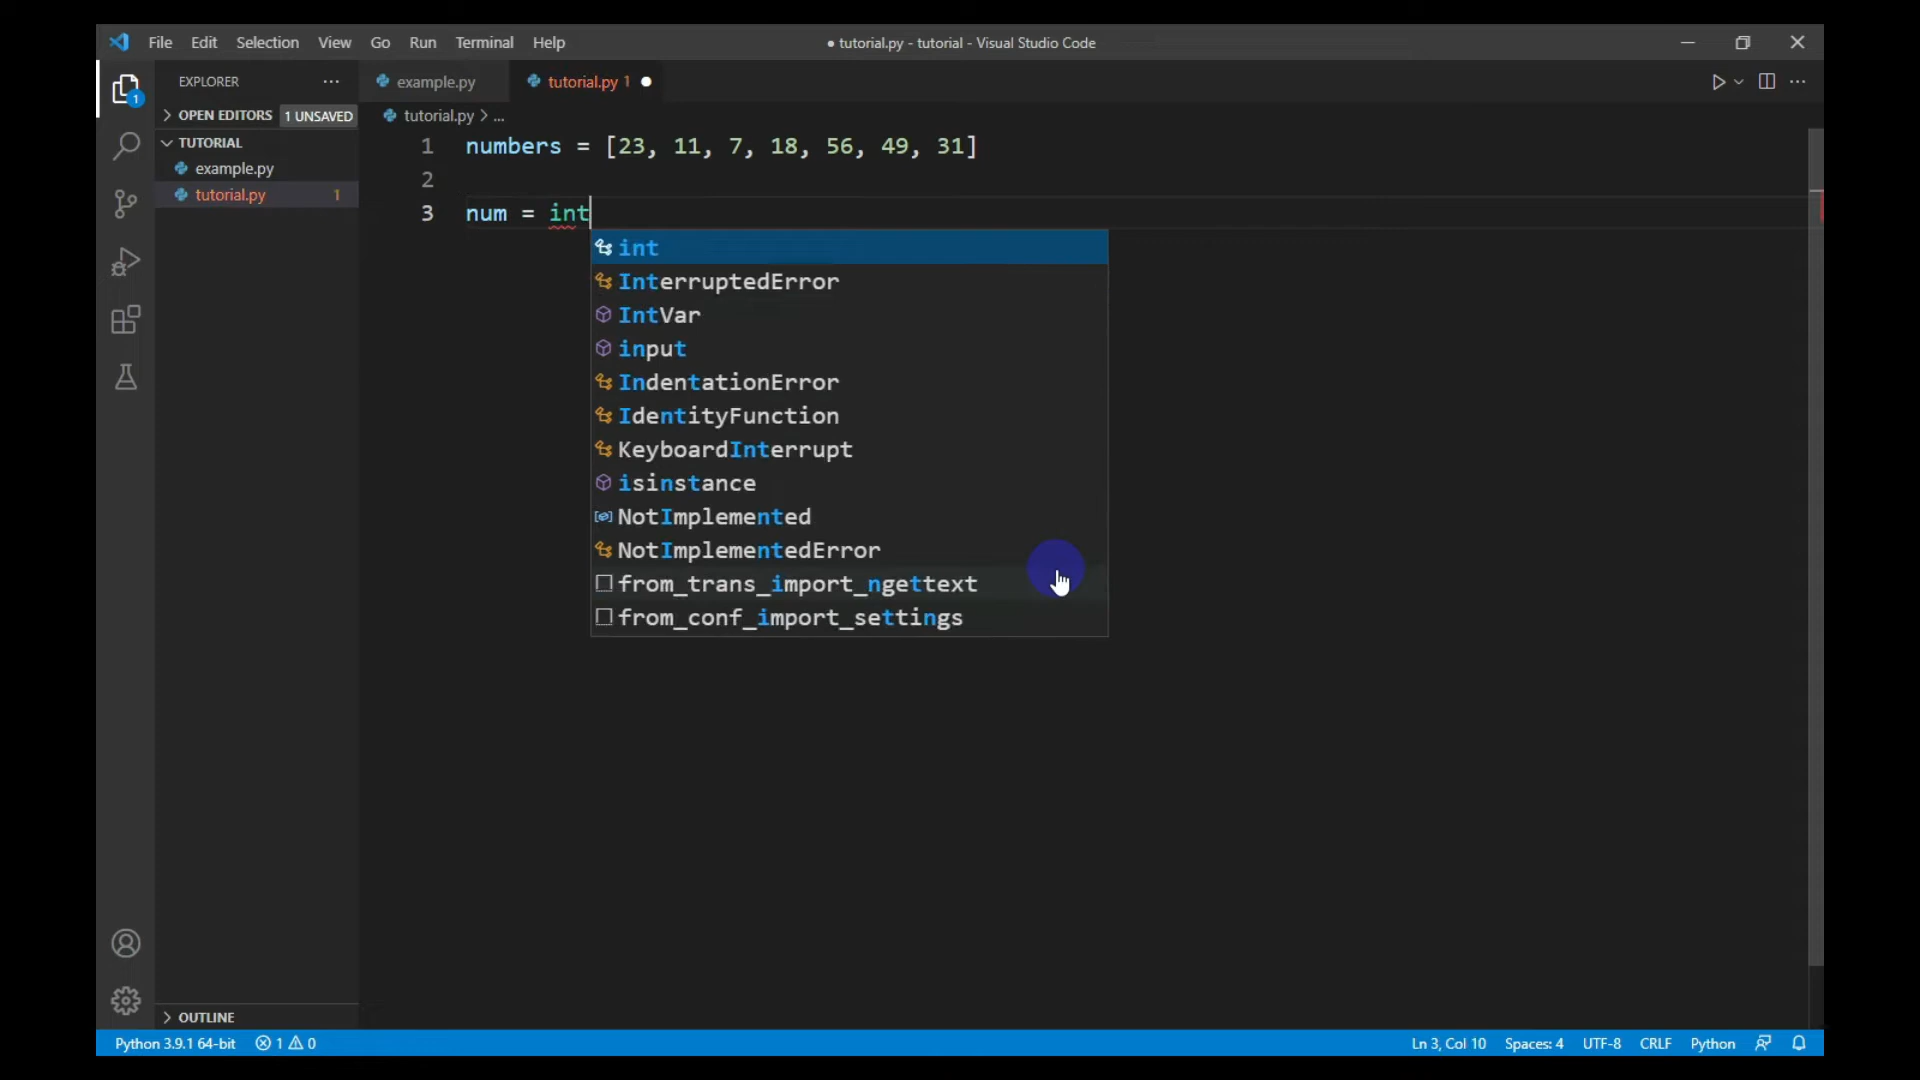 File Edit Selection View Go Run Terminal Help
● tutorial.py - tutorial - Visual Studio Code
EXPLORER ...
example.py
tutorial.py 1 ●
OPEN EDITORS 1 UNSAVED
tutorial.py > ...
TUTORIAL
example.py
tutorial.py 1
1
1 numbers = [23, 11, 7, 18, 56, 49, 31]
2
3 num = int
int
InterruptedError
IntVar
input
IndentationError
IdentityFunction
KeyboardInterrupt
isinstance
NotImplemented
NotImplementedError
from_trans_import_ngettext
from_conf_import_settings
OUTLINE
Python 3.9.1 64-bit 1 0
Ln 3, Col 10 Spaces: 4 UTF-8 CRLF Python